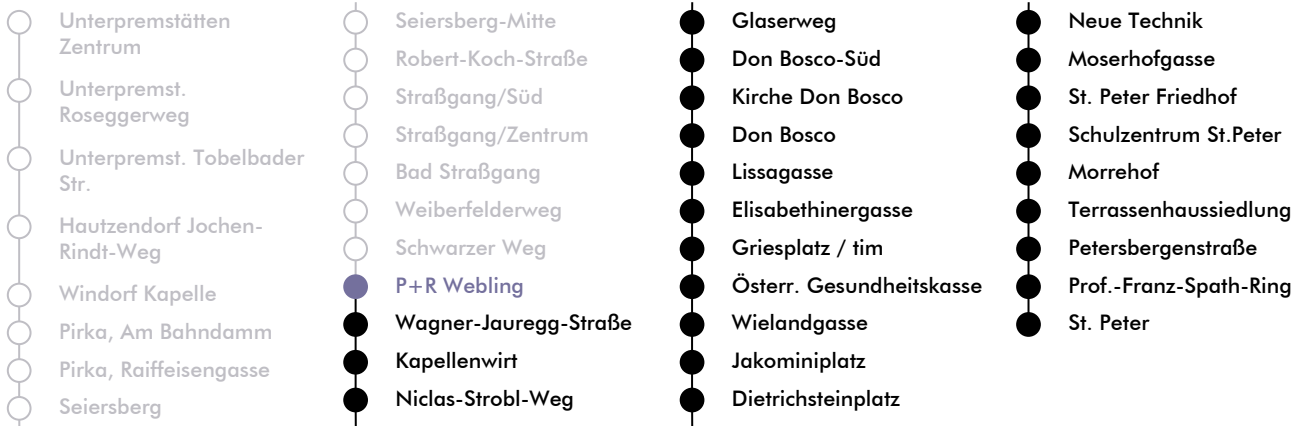 Unterpremstätten
Zentrum
Unterpremst.
Roseggerweg
Unterpremst. Tobelbader
Str.
Hautzendorf Jochen-
Rindt-Weg
Windorf Kapelle
Pirka, Am Bahndamm
Pirka, Raiffeisengasse
Seiersberg
Seiersberg-Mitte
Robert-Koch-Straße
Straßgang/Süd
Straßgang/Zentrum
Bad Straßgang
Weiberfelderweg
Schwarzer Weg
P+R Webling
Wagner-Jauregg-Straße
Kapellenwirt
Niclas-Strobl-Weg
Glaserweg
Don Bosco-Süd
Kirche Don Bosco
Don Bosco
Lissagasse
Elisabethinergasse
Griesplatz / tim
Österr. Gesundheitskasse
Wielandgasse
Jakominiplatz
Dietrichsteinplatz
Neue Technik
Moserhofgasse
St. Peter Friedhof
Schulzentrum St.Peter
Morrehof
Terrassenhaussiedlung
Petersbergenstraße
Prof.-Franz-Spath-Ring
St. Peter